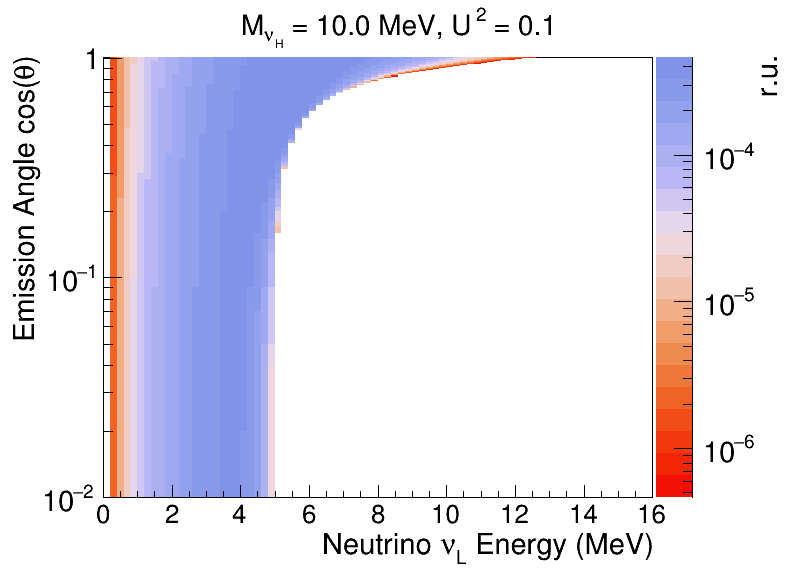 M_{ν_H} = 10.0 MeV, U² = 0.1
r.u.
Emission Angle cos(θ)
1
10⁻¹
10⁻²
10⁻⁴
10⁻⁵
10⁻⁶
0 2 4 6 8 10 12 14 16
Neutrino ν_L Energy (MeV)